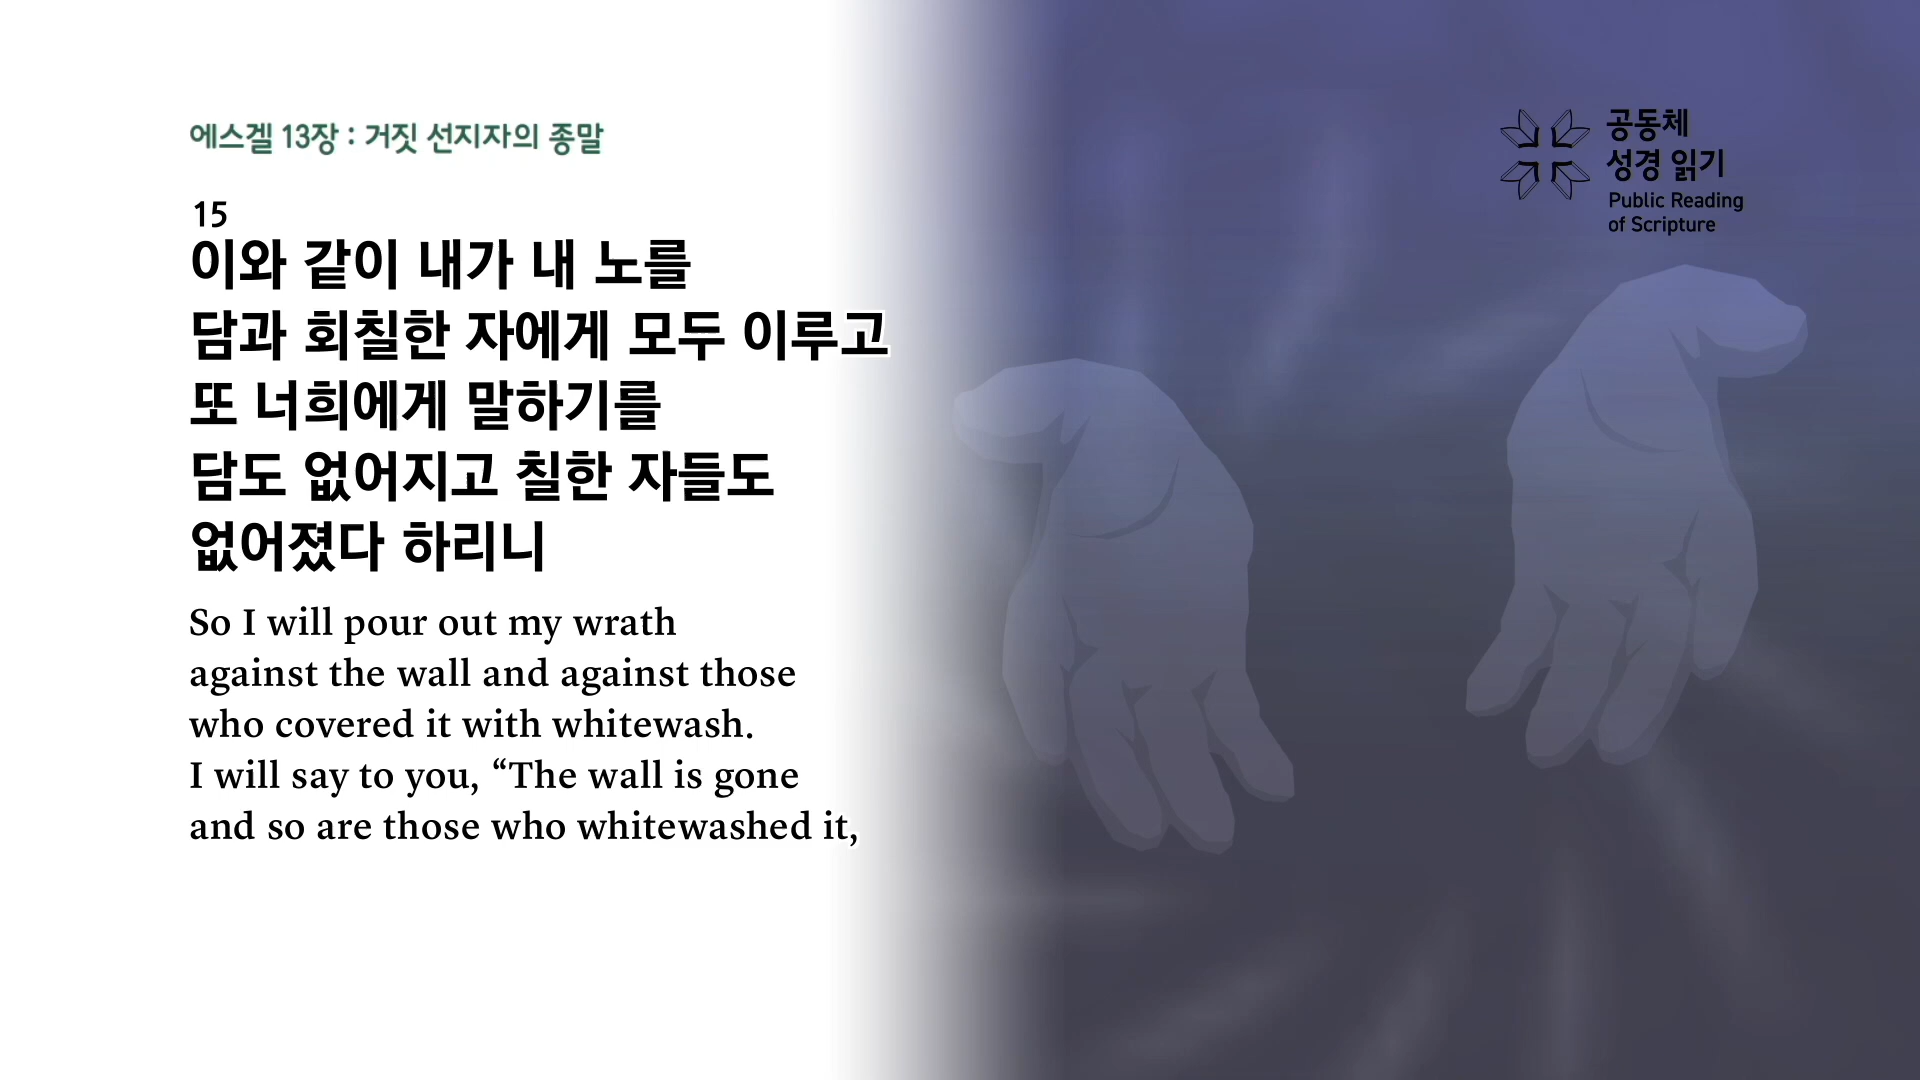 에스겔 13장 : 거짓 선지자의 종말
공동체
성경 읽기
Public Reading
of Scripture
15
이와 같이 내가 내 노를
담과 회칠한 자에게 모두 이루고
또 너희에게 말하기를
담도 없어지고 칠한 자들도
없어졌다 하리니
So I will pour out my wrath
against the wall and against those
who covered it with whitewash.
I will say to you, “The wall is gone
and so are those who whitewashed it,